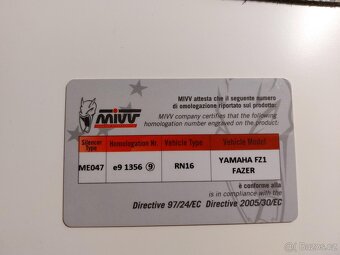 MIVV attesta che il seguente numero
di omologazione riportato sul prodotto:
MIVV company certifies that the following
homologation number engraved on the product:
mivv
Silencer Type Homologation Nr. Vehicle Type Vehicle Model
ME047 e9 1356 9 RN16 YAMAHA FZ1
FAZER
è conforme alla
is in compliance with the
Directive 97/24/EC Directive 2005/30/EC